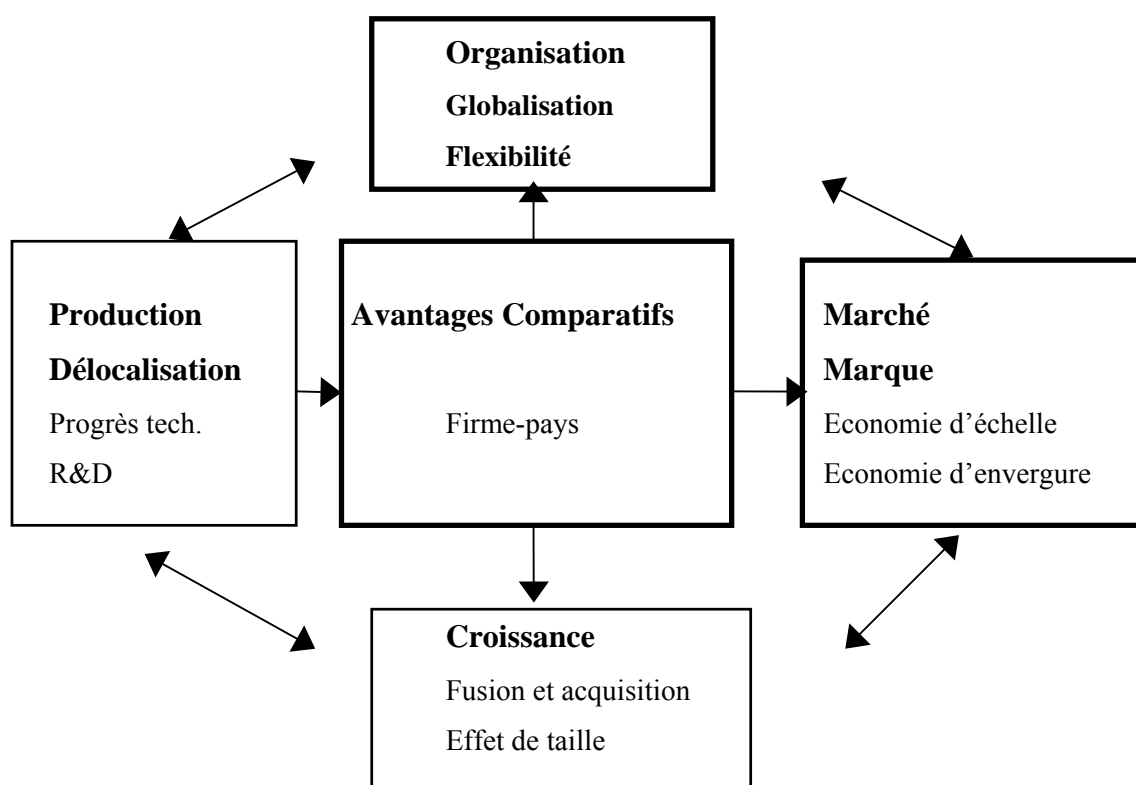 Organisation
Globalisation
Flexibilité
Production
Délocalisation
Progrès tech.
R&D
Avantages Comparatifs
Firme-pays
Marché
Marque
Economie d’échelle
Economie d’envergure
Croissance
Fusion et acquisition
Effet de taille